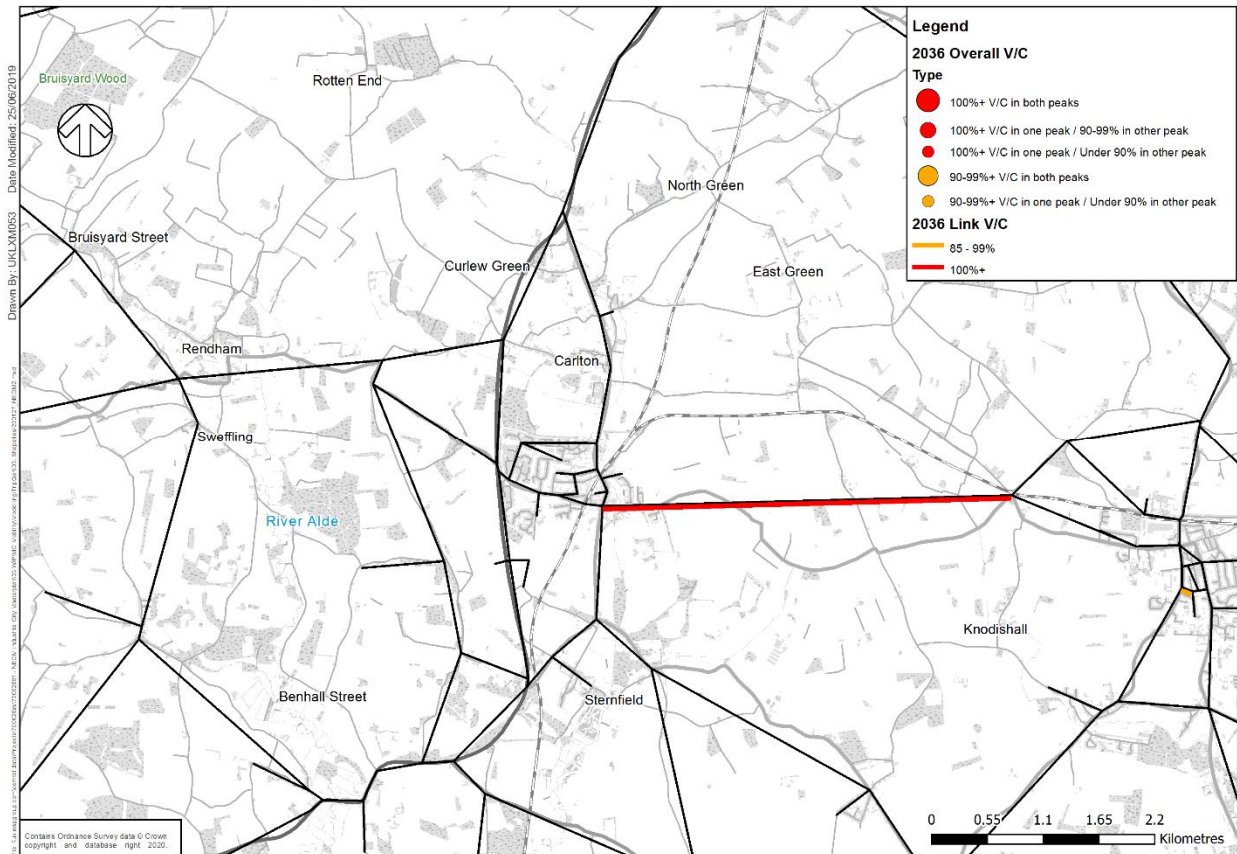 Drawn By: UKLXM053 Date Modified: 25/06/2019
Bruisyard Wood
Rotten End
North Green
Bruisyard Street
Curlew Green
East Green
Rendham
Carlton
Sweffling
River Alde
Knodishall
Benhall Street
Sternfield
Legend
2036 Overall V/C
Type
100%+ V/C in both peaks
100%+ V/C in one peak / 90-99% in other peak
100%+ V/C in one peak / Under 90% in other peak
90-99%+ V/C in both peaks
90-99%+ V/C in one peak / Under 90% in other peak
2036 Link V/C
85 - 99%
100%+
0 0.55 1.1 1.65 2.2
Kilometres
Contains Ordnance Survey data © Crown
copyright and database right 2020.